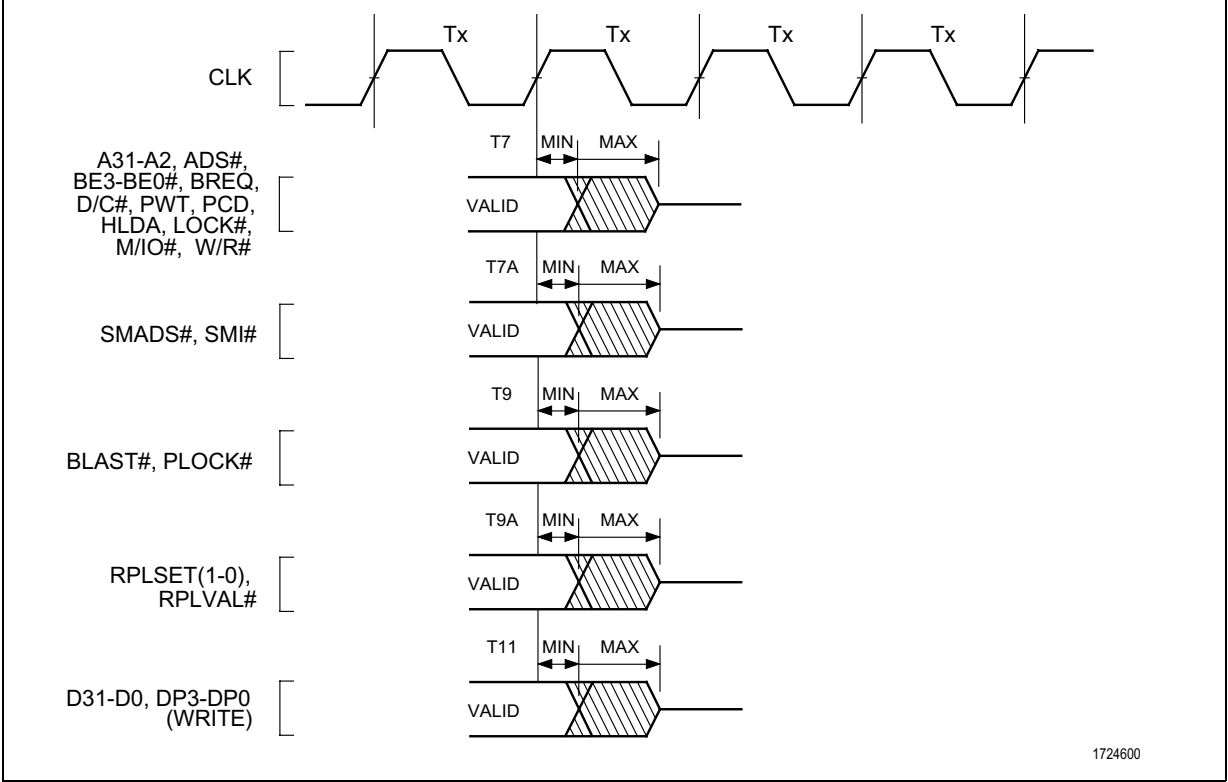 Tx Tx Tx Tx
CLK
T7 MIN MAX
A31-A2, ADS#,
BE3-BE0#, BREQ,
D/C#, PWT, PCD,
HLDA, LOCK#,
M/IO#, W/R#
VALID
T7A MIN MAX
SMADS#, SMI#
VALID
T9 MIN MAX
BLAST#, PLOCK#
VALID
T9A MIN MAX
RPLSET(1-0),
RPLVAL#
VALID
T11 MIN MAX
D31-D0, DP3-DP0
(WRITE)
VALID
1724600